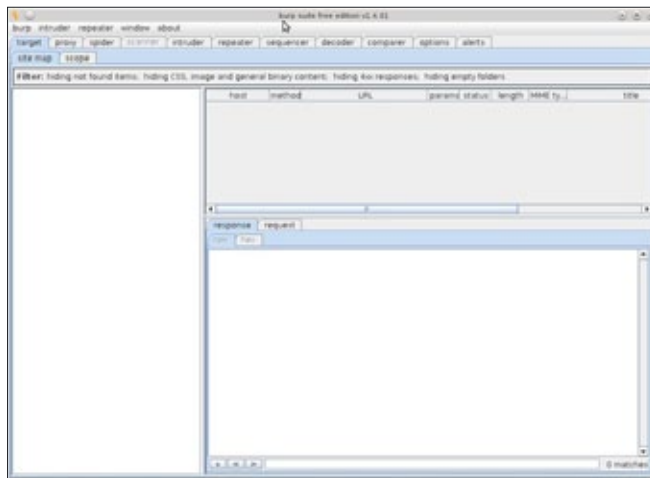 burp suite free edition v1.4.01
burp intruder repeater window about
target proxy spider scanner intruder repeater sequencer decoder comparer options alerts
site map scope
Filter: hiding not found items; hiding CSS, image and general binary content; hiding 4xx responses; hiding empty folders
host method URL params status length MIME ty... title
response request
raw hex
+ < >
0 matches